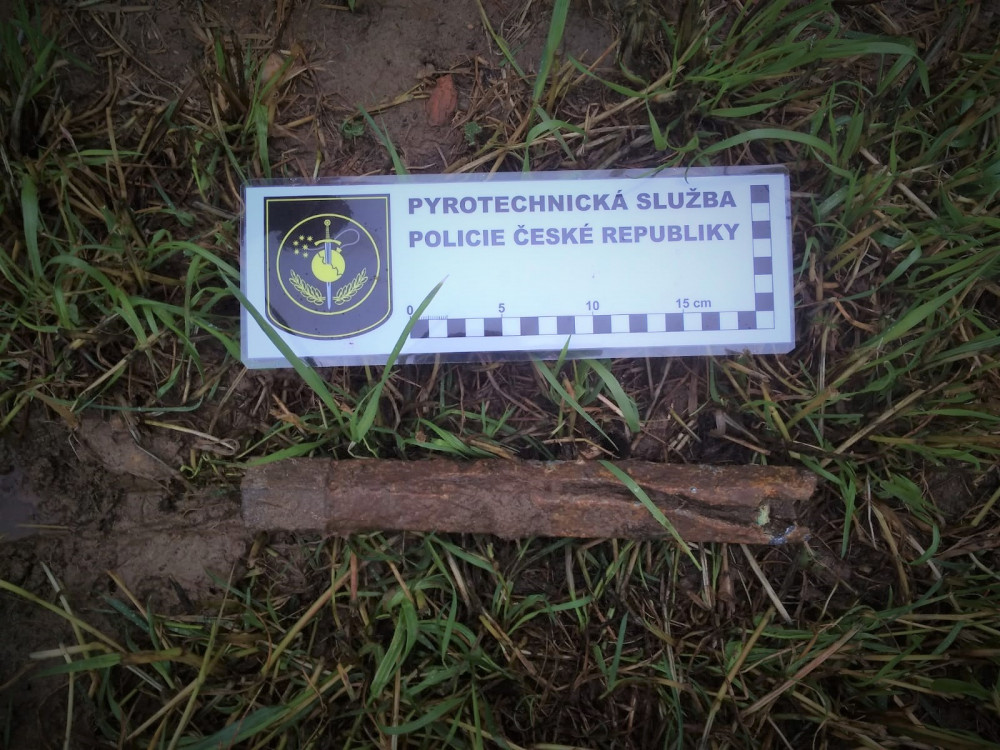 PYROTECHNICKÁ SLUŽBA
POLICIE ČESKÉ REPUBLIKY
0 5 10 15 cm